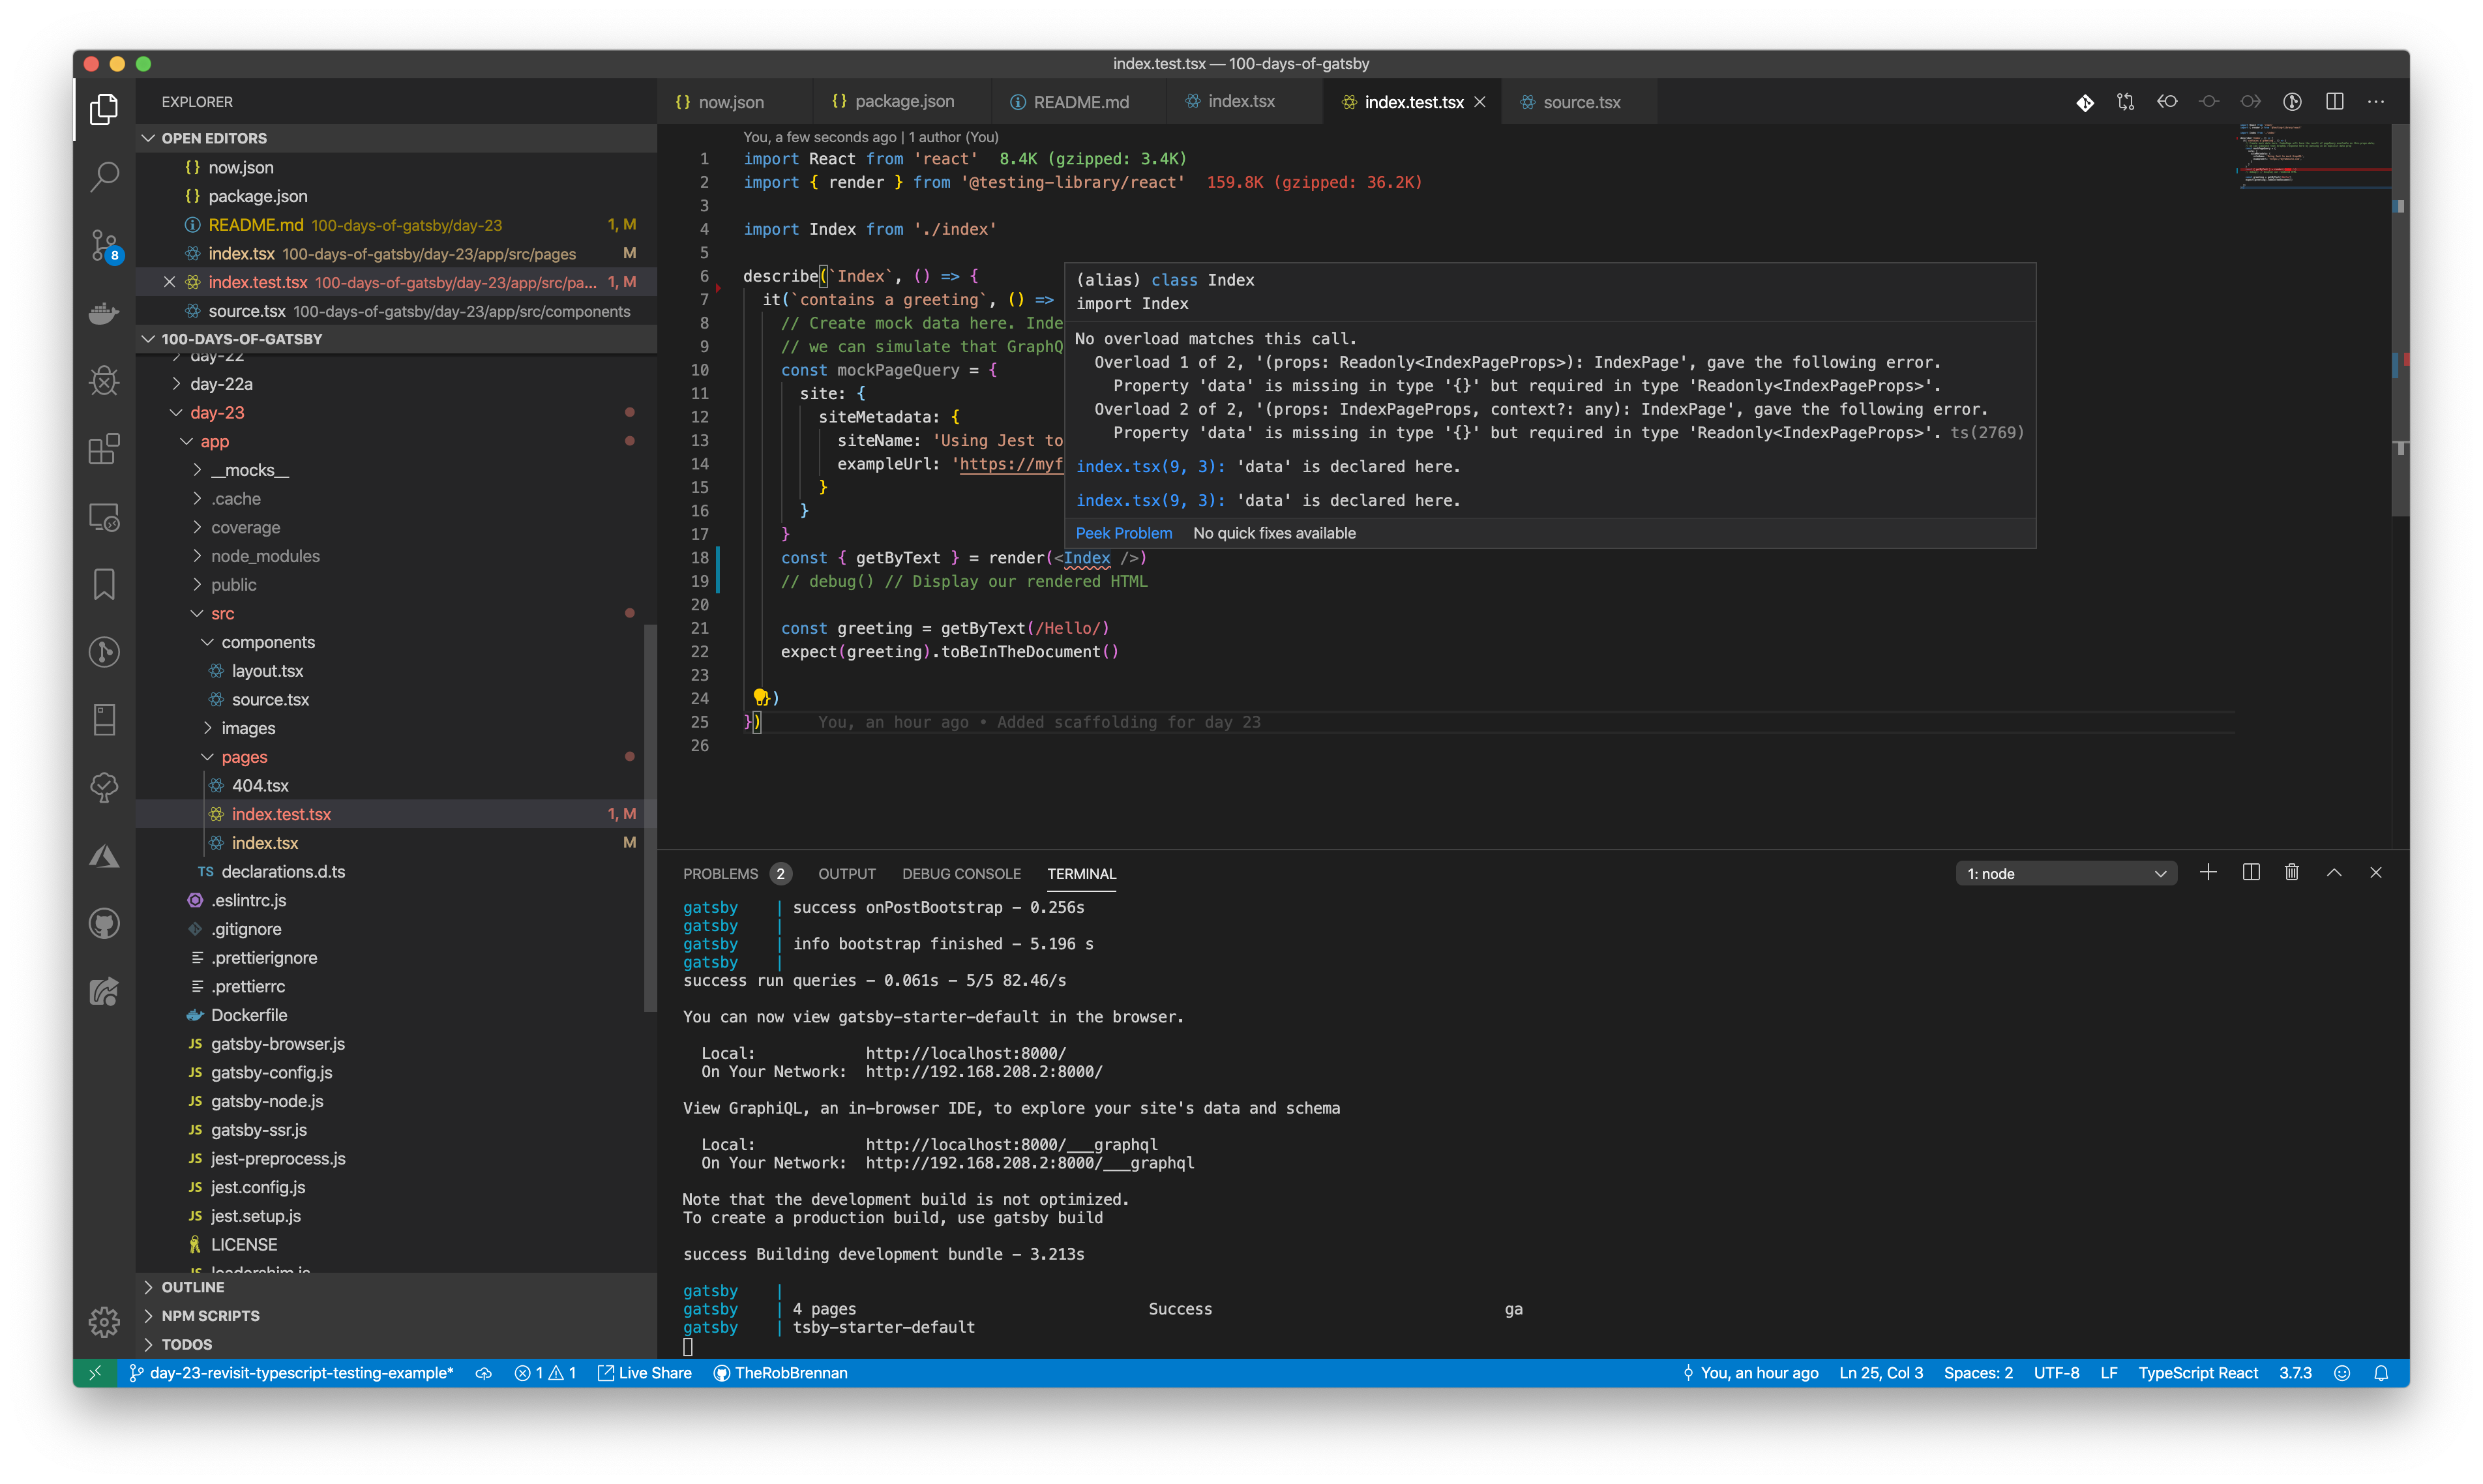 index.test.tsx — 100-days-of-gatsby
EXPLORER
OPEN EDITORS
{} now.json
{} package.json
README.md 100-days-of-gatsby/day-23 1, M
index.tsx 100-days-of-gatsby/day-23/app/src/pages M
index.test.tsx 100-days-of-gatsby/day-23/app/src/pa... 1, M
source.tsx 100-days-of-gatsby/day-23/app/src/components
100-DAYS-OF-GATSBY
day-22
day-22a
day-23
app
__mocks__
.cache
coverage
node_modules
public
src
components
layout.tsx
source.tsx
images
pages
404.tsx
index.test.tsx 1, M
index.tsx M
TS declarations.d.ts
.eslintrc.js
.gitignore
.prettierignore
.prettierrc
Dockerfile
JS gatsby-browser.js
JS gatsby-config.js
JS gatsby-node.js
JS gatsby-ssr.js
JS jest-preprocess.js
JS jest.config.js
JS jest.setup.js
LICENSE
OUTLINE
NPM SCRIPTS
TODOS
8
{} now.json {} package.json README.md index.tsx index.test.tsx source.tsx
You, a few seconds ago | 1 author (You)
1 import React from 'react' 8.4K (gzipped: 3.4K)
2 import { render } from '@testing-library/react' 159.8K (gzipped: 36.2K)
3
4 import Index from './index'
5
6 describe(`Index`, () => {
7 it(`contains a greeting`, () =>
8 // Create mock data here. Inde
9 // we can simulate that GraphQ
10 const mockPageQuery = {
11 site: {
12 siteMetadata: {
13 siteName: 'Using Jest to
14 exampleUrl: 'https://myf
15 }
16 }
17 }
18 const { getByText } = render(<Index />)
19 // debug() // Display our rendered HTML
20
21 const greeting = getByText(/Hello/)
22 expect(greeting).toBeInTheDocument()
23
24 })
25 }) You, an hour ago • Added scaffolding for day 23
26
(alias) class Index
import Index
No overload matches this call.
Overload 1 of 2, '(props: Readonly<IndexPageProps>): IndexPage', gave the following error.
Property 'data' is missing in type '{}' but required in type 'Readonly<IndexPageProps>'.
Overload 2 of 2, '(props: IndexPageProps, context?: any): IndexPage', gave the following error.
Property 'data' is missing in type '{}' but required in type 'Readonly<IndexPageProps>'. ts(2769)
index.tsx(9, 3): 'data' is declared here.
index.tsx(9, 3): 'data' is declared here.
Peek Problem No quick fixes available
PROBLEMS 2 OUTPUT DEBUG CONSOLE TERMINAL 1: node
gatsby | success onPostBootstrap — 0.256s
gatsby |
gatsby | info bootstrap finished — 5.196 s
gatsby |
success run queries — 0.061s — 5/5 82.46/s
You can now view gatsby-starter-default in the browser.
Local: http://localhost:8000/
On Your Network: http://192.168.208.2:8000/
View GraphiQL, an in-browser IDE, to explore your site's data and schema
Local: http://localhost:8000/___graphql
On Your Network: http://192.168.208.2:8000/___graphql
Note that the development build is not optimized.
To create a production build, use gatsby build
success Building development bundle — 3.213s
gatsby |
gatsby | 4 pages Success ga
gatsby | tsby-starter-default
day-23-revisit-typescript-testing-example* 1 1 Live Share TheRobBrennan You, an hour ago Ln 25, Col 3 Spaces: 2 UTF-8 LF TypeScript React 3.7.3